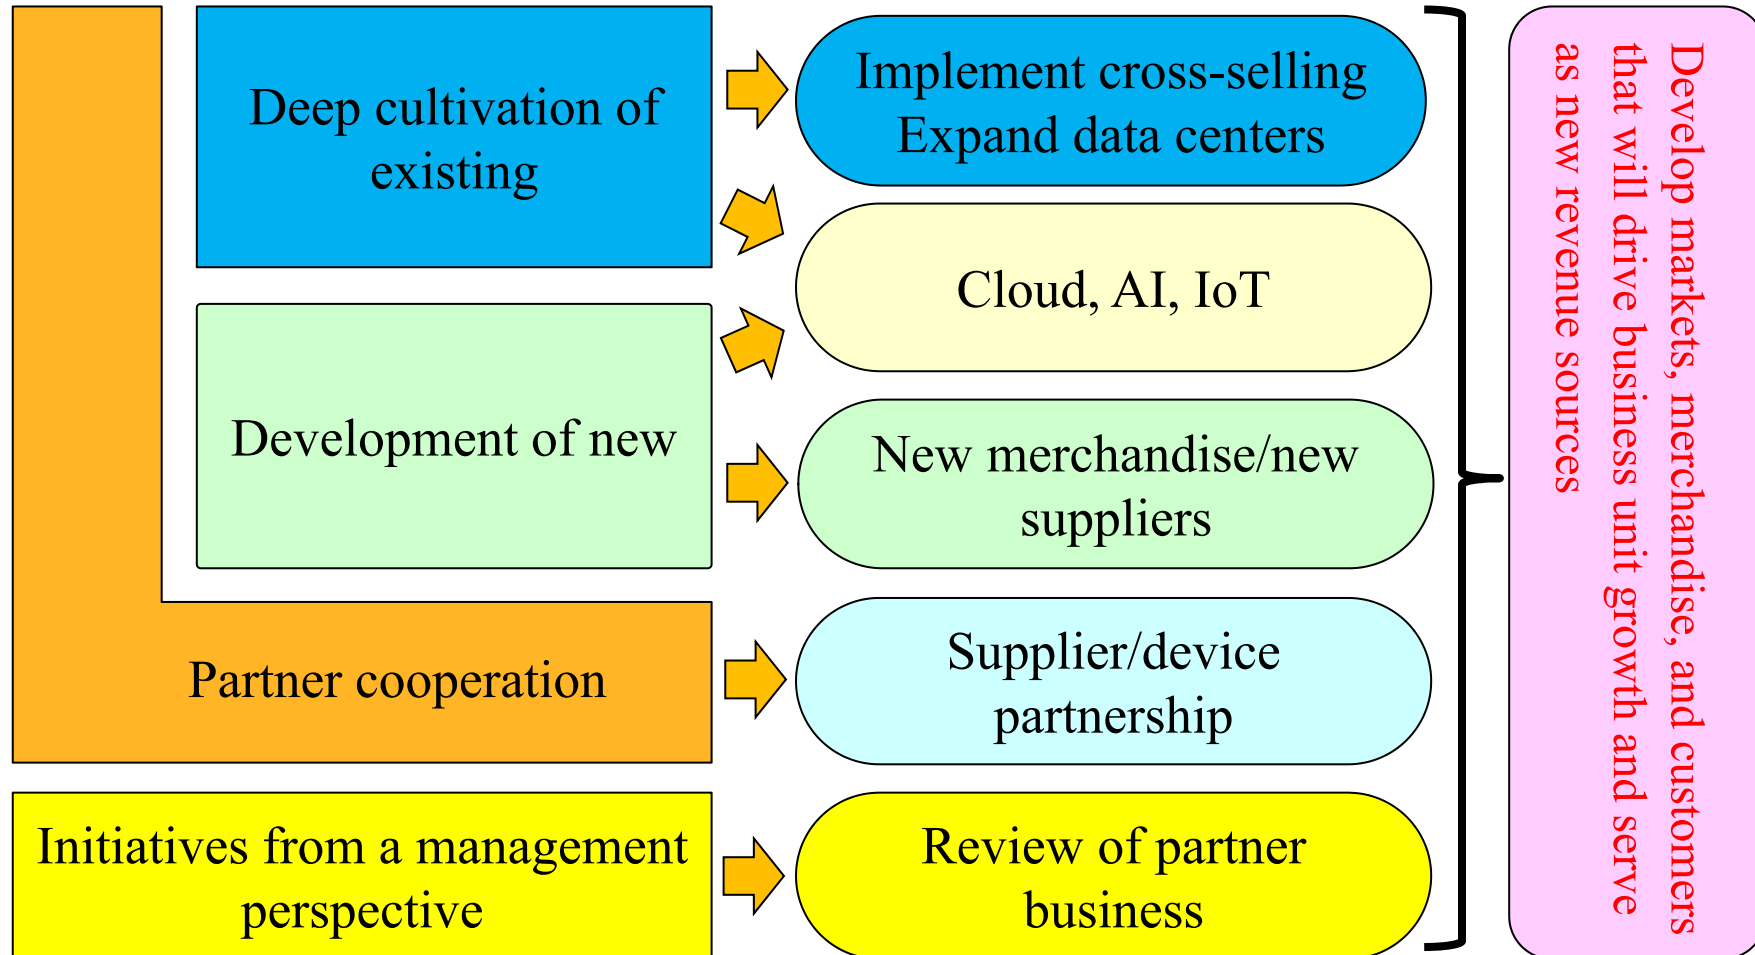 Deep cultivation of
existing
Implement cross-selling
Expand data centers
Cloud, AI, IoT
Development of new
New merchandise/new
suppliers
Partner cooperation
Supplier/device
partnership
Initiatives from a management
perspective
Review of partner
business
Develop markets, merchandise, and customers
that will drive business unit growth and serve
as new revenue sources